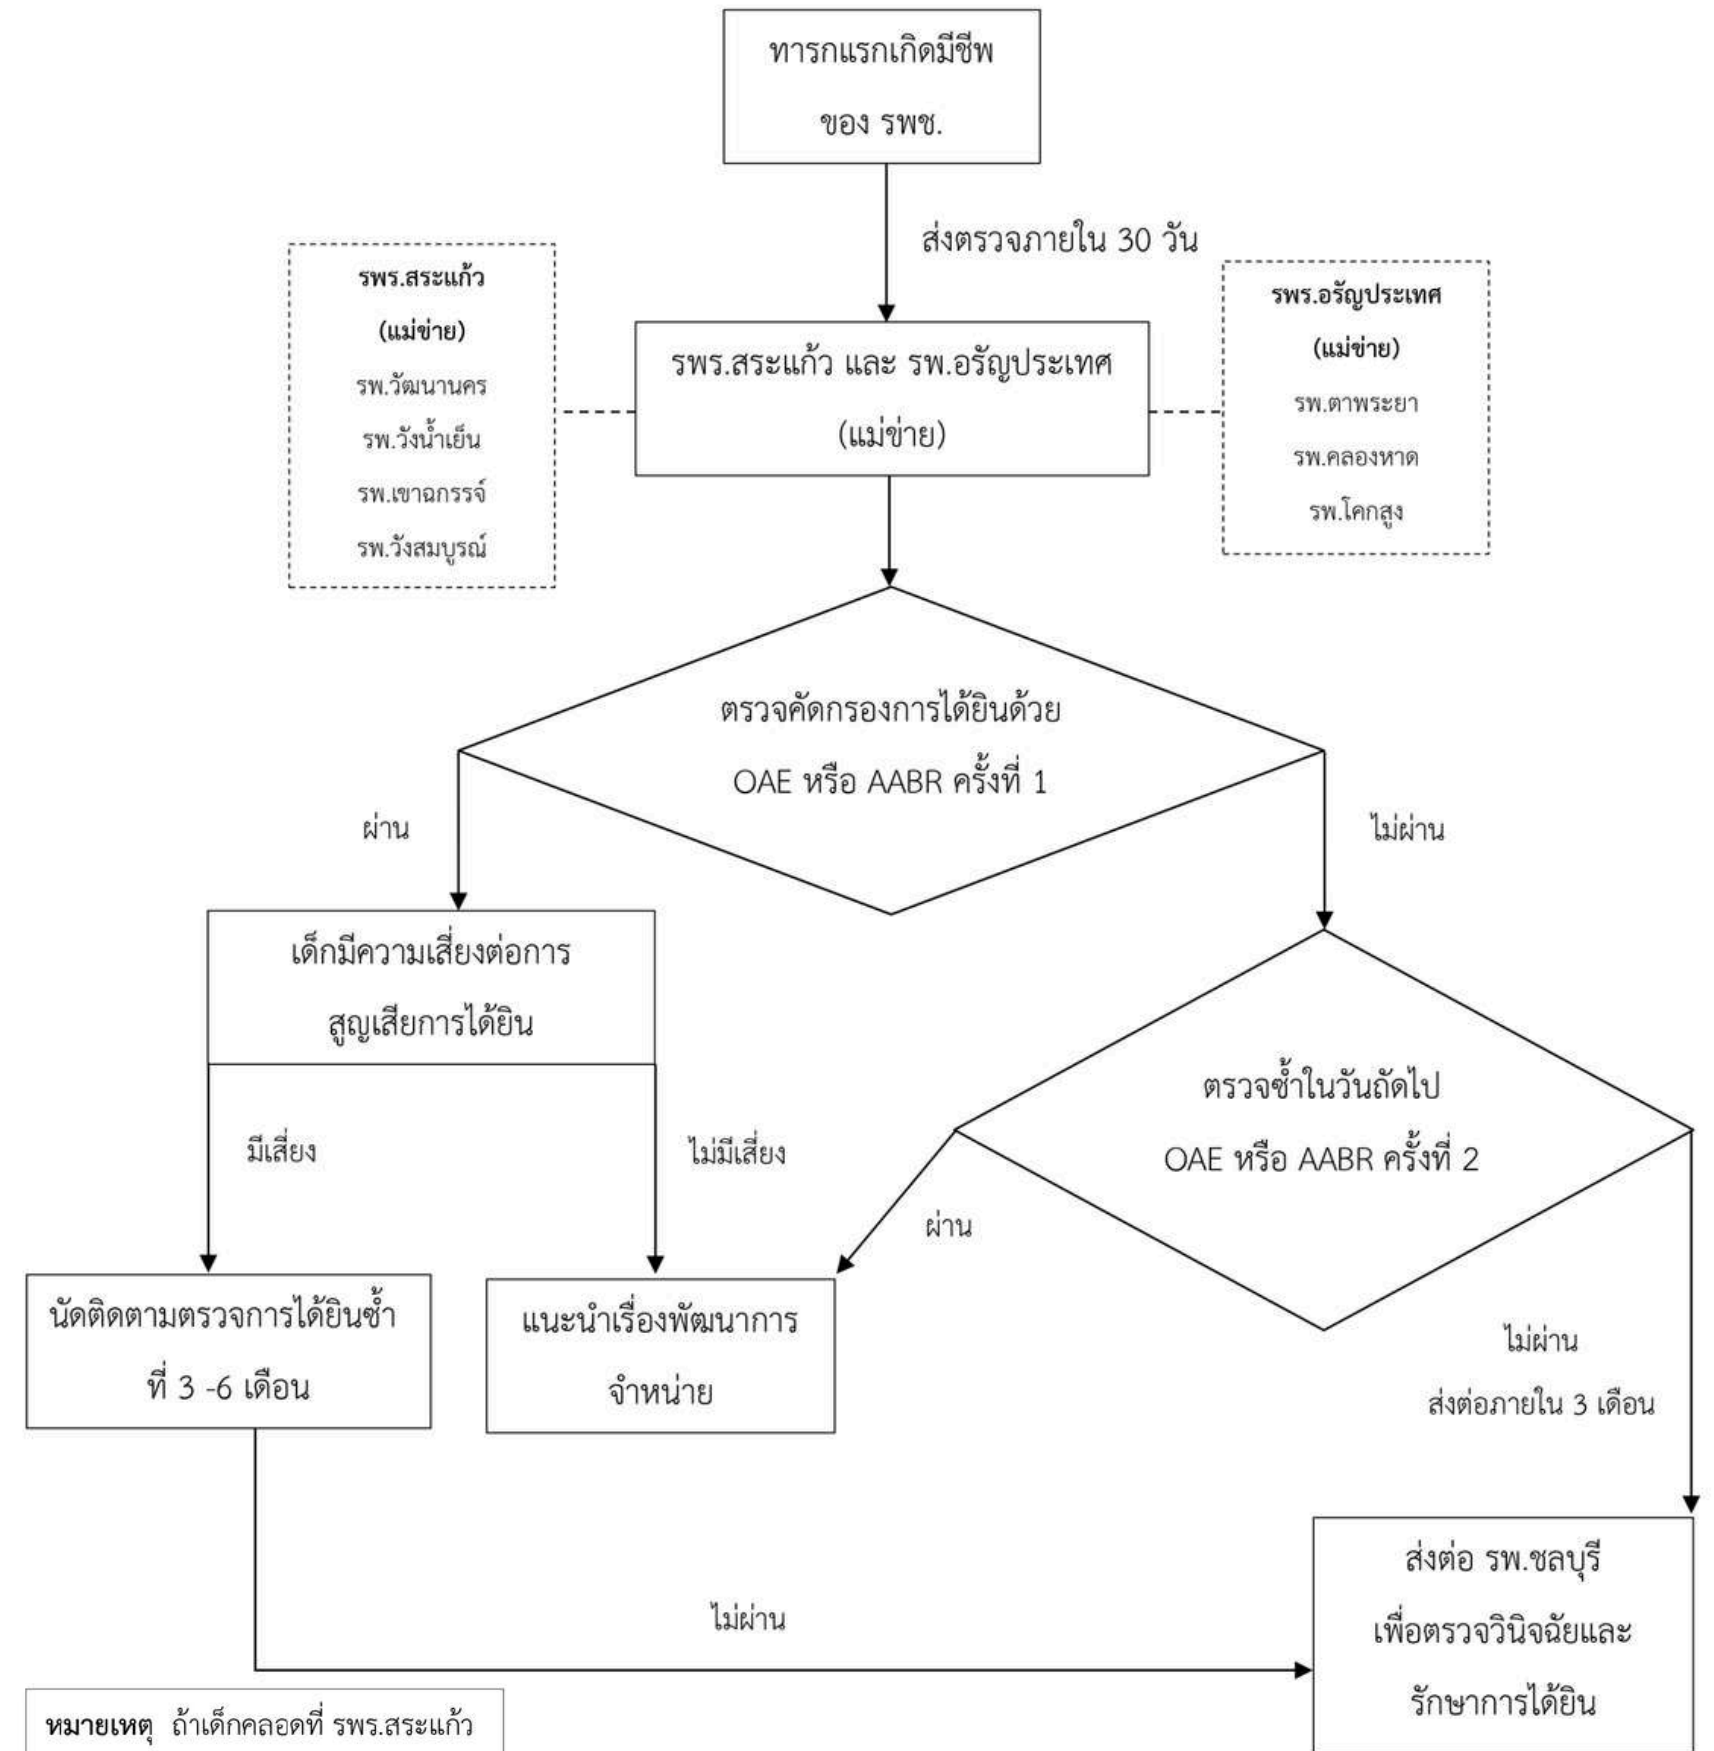 ทารกแรกเกิดมีชีพ
ของ รพช.
ส่งตรวจภายใน 30 วัน
รพร.สระแก้ว
(แม่ข่าย)
รพ.วัฒนานคร
รพ.วังน้ำเย็น
รพ.เขาฉกรรจ์
รพ.วังสมบูรณ์
รพร.สระแก้ว และ รพ.อรัญประเทศ
(แม่ข่าย)
รพร.อรัญประเทศ
(แม่ข่าย)
รพ.ตาพระยา
รพ.คลองหาด
รพ.โคกสูง
ตรวจคัดกรองการได้ยินด้วย
OAE หรือ AABR ครั้งที่ 1
ผ่าน
ไม่ผ่าน
เด็กมีความเสี่ยงต่อการ
สูญเสียการได้ยิน
ตรวจซ้ำในวันถัดไป
OAE หรือ AABR ครั้งที่ 2
มีเสี่ยง
ไม่มีเสี่ยง
ผ่าน
นัดติดตามตรวจการได้ยินซ้ำ
ที่ 3 -6 เดือน
แนะนำเรื่องพัฒนาการ
จำหน่าย
ไม่ผ่าน
ส่งต่อภายใน 3 เดือน
ไม่ผ่าน
ส่งต่อ รพ.ชลบุรี
เพื่อตรวจวินิจฉัยและ
รักษาการได้ยิน
หมายเหตุ ถ้าเด็กคลอดที่ รพร.สระแก้ว